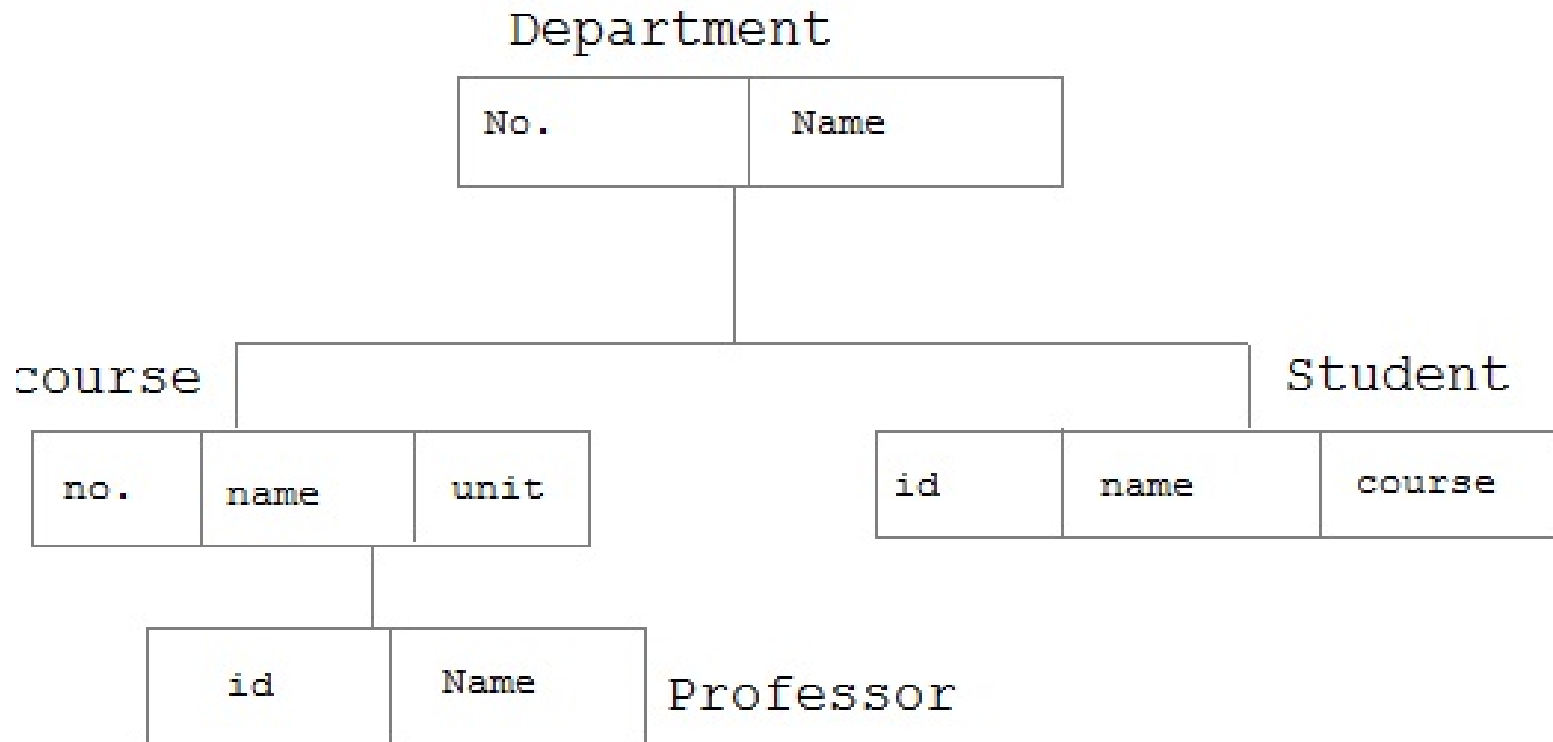 Department
No. Name
course
Student
no. name unit
id name course
id Name
Professor